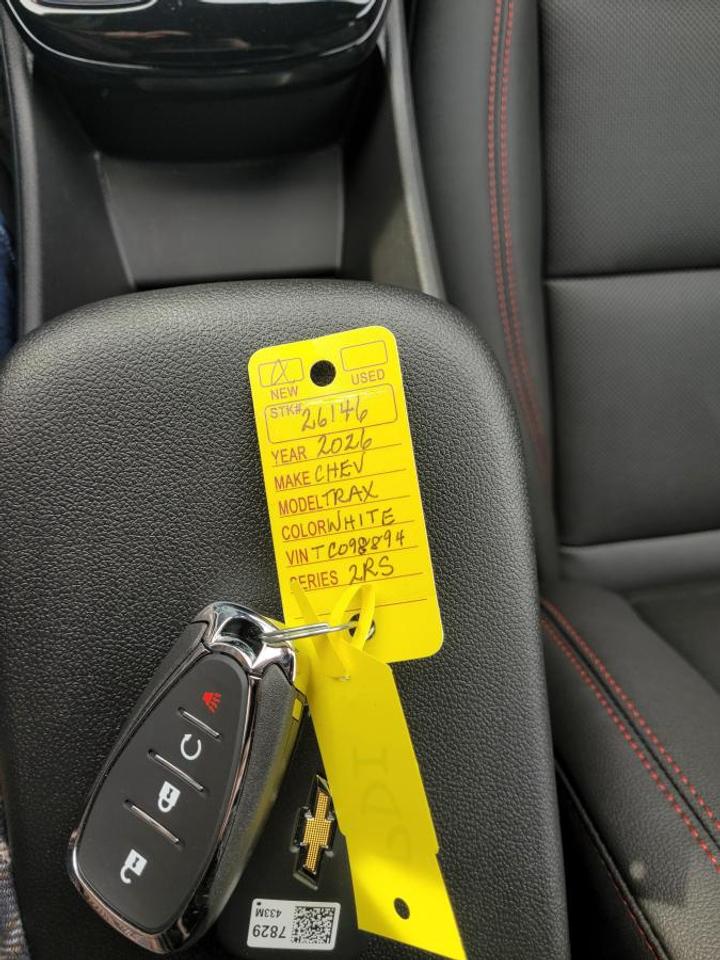 NEW USED
STK# 26146
YEAR 2026
MAKE CHEV
MODEL TRAX
COLOR WHITE
VIN TC098894
SERIES 2RS
7829
433M